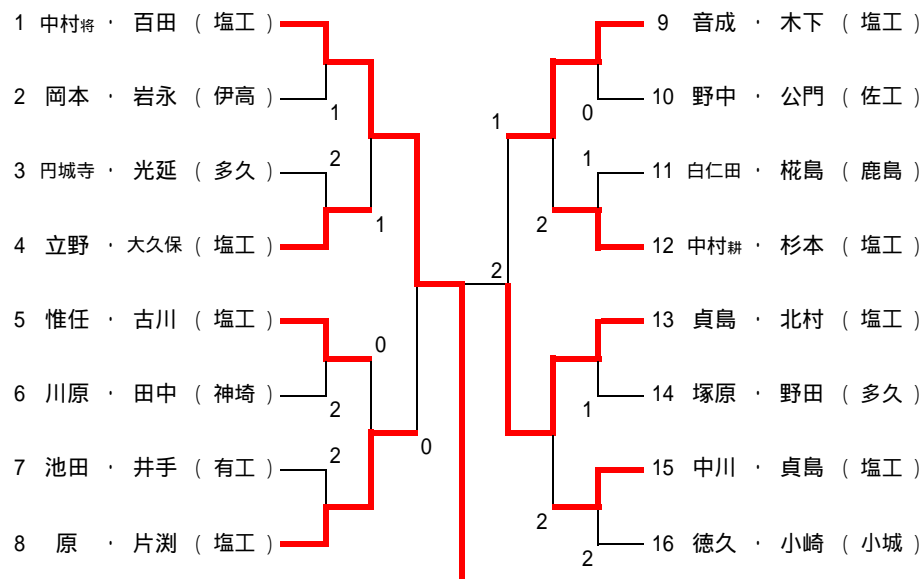 1 中村将 ・ 百田 ( 塩工 )
2 岡本 ・ 岩永 ( 伊高 )
1
3 円城寺 ・ 光延 ( 多久 )
2
1
4 立野 ・ 大久保 ( 塩工 )
5 惟任 ・ 古川 ( 塩工 )
0
6 川原 ・ 田中 ( 神埼 )
2
7 池田 ・ 井手 ( 有工 )
2
0
8 原 ・ 片渕 ( 塩工 )
9 音成 ・ 木下 ( 塩工 )
10 野中 ・ 公門 ( 佐工 )
0
1
11 白仁田 ・ 椛島 ( 鹿島 )
1
2
12 中村耕 ・ 杉本 ( 塩工 )
2
13 貞島 ・ 北村 ( 塩工 )
14 塚原 ・ 野田 ( 多久 )
1
15 中川 ・ 貞島 ( 塩工 )
2
16 徳久 ・ 小崎 ( 小城 )
2